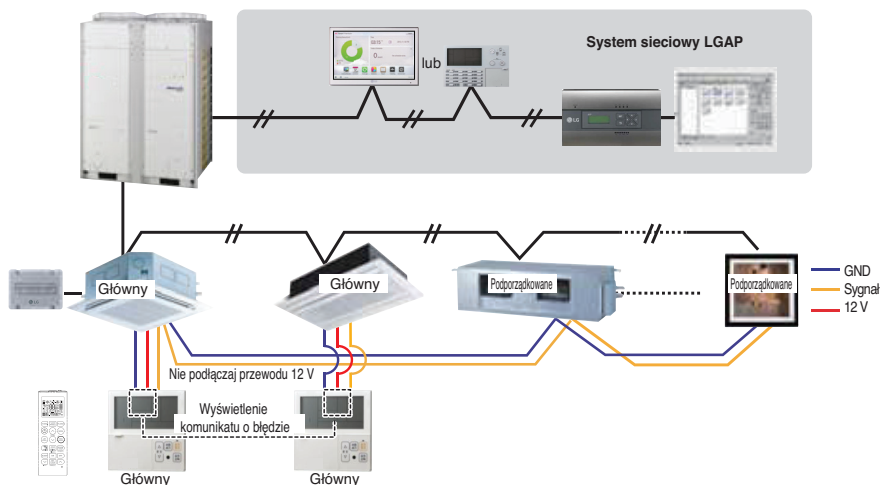 System sieciowy LGAP
lub
LG
Główny
Główny
Podporządkowane
Podporządkowane
GND
Sygnał
12 V
Nie podłączaj przewodu 12 V
Wyświetlenie
komunikatu o błędzie
Główny
Główny